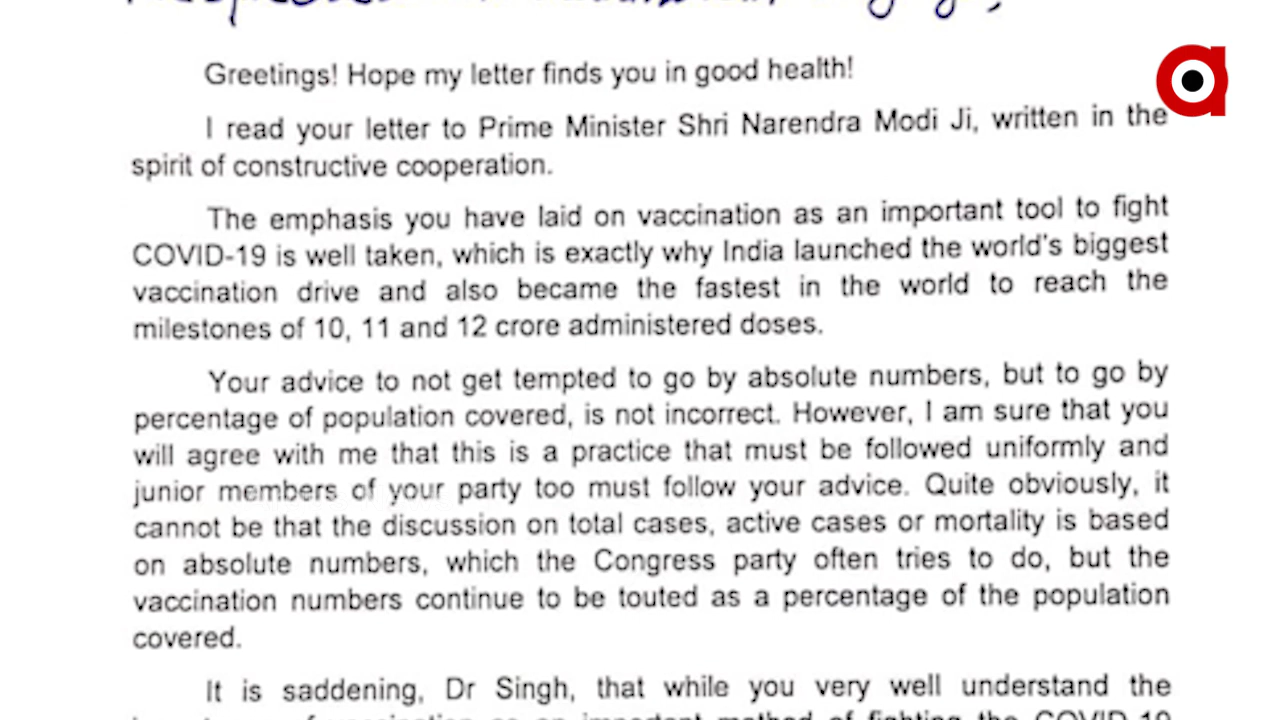 Greetings! Hope my letter finds you in good health!
I read your letter to Prime Minister Shri Narendra Modi Ji, written in the
spirit of constructive cooperation.
The emphasis you have laid on vaccination as an important tool to fight
COVID-19 is well taken, which is exactly why India launched the world's biggest
vaccination drive and also became the fastest in the world to reach the
milestones of 10, 11 and 12 crore administered doses.
Your advice to not get tempted to go by absolute numbers, but to go by
percentage of population covered, is not incorrect. However, I am sure that you
will agree with me that this is a practice that must be followed uniformly and
junior members of your party too must follow your advice. Quite obviously, it
cannot be that the discussion on total cases, active cases or mortality is based
on absolute numbers, which the Congress party often tries to do, but the
vaccination numbers continue to be touted as a percentage of the population
covered.
It is saddening, Dr Singh, that while you very well understand the